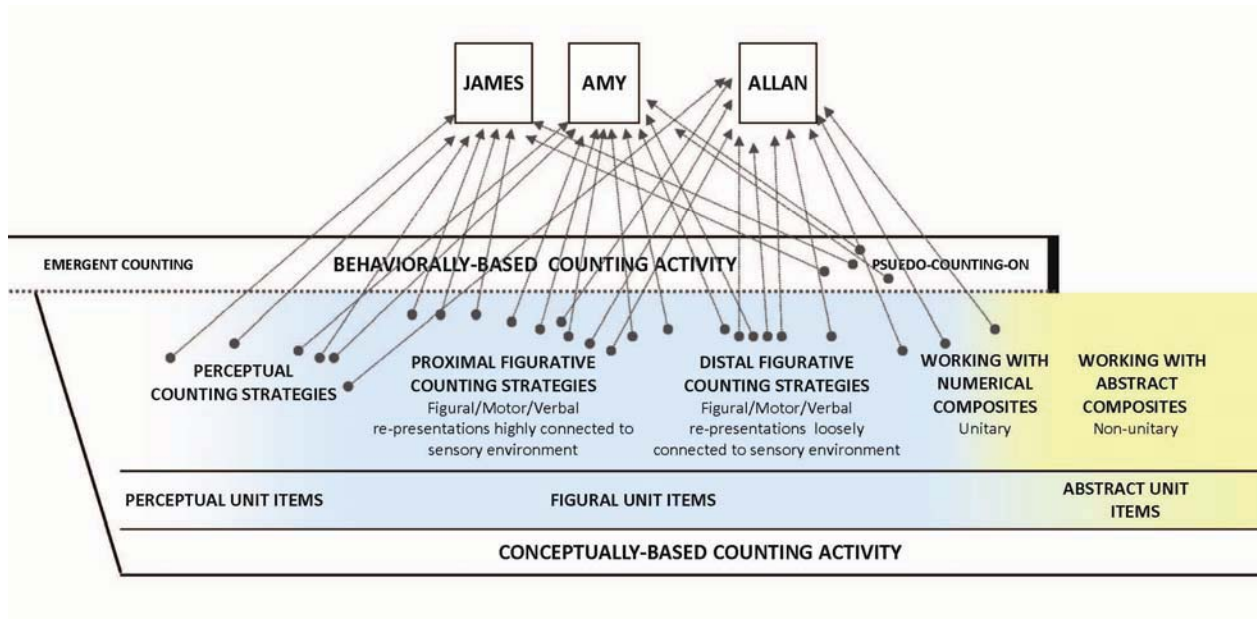 JAMES
AMY
ALLAN
EMERGENT COUNTING
BEHAVIORALLY-BASED COUNTING ACTIVITY
PSUEDO-COUNTING-ON
PERCEPTUAL
COUNTING STRATEGIES
PROXIMAL FIGURATIVE
COUNTING STRATEGIES
Figural/Motor/Verbal
re-presentations highly connected to
sensory environment
DISTAL FIGURATIVE
COUNTING STRATEGIES
Figural/Motor/Verbal
re-presentations loosely
connected to sensory environment
WORKING WITH
NUMERICAL
COMPOSITES
Unitary
WORKING WITH
ABSTRACT
COMPOSITES
Non-unitary
PERCEPTUAL UNIT ITEMS
FIGURAL UNIT ITEMS
ABSTRACT UNIT
ITEMS
CONCEPTUALLY-BASED COUNTING ACTIVITY